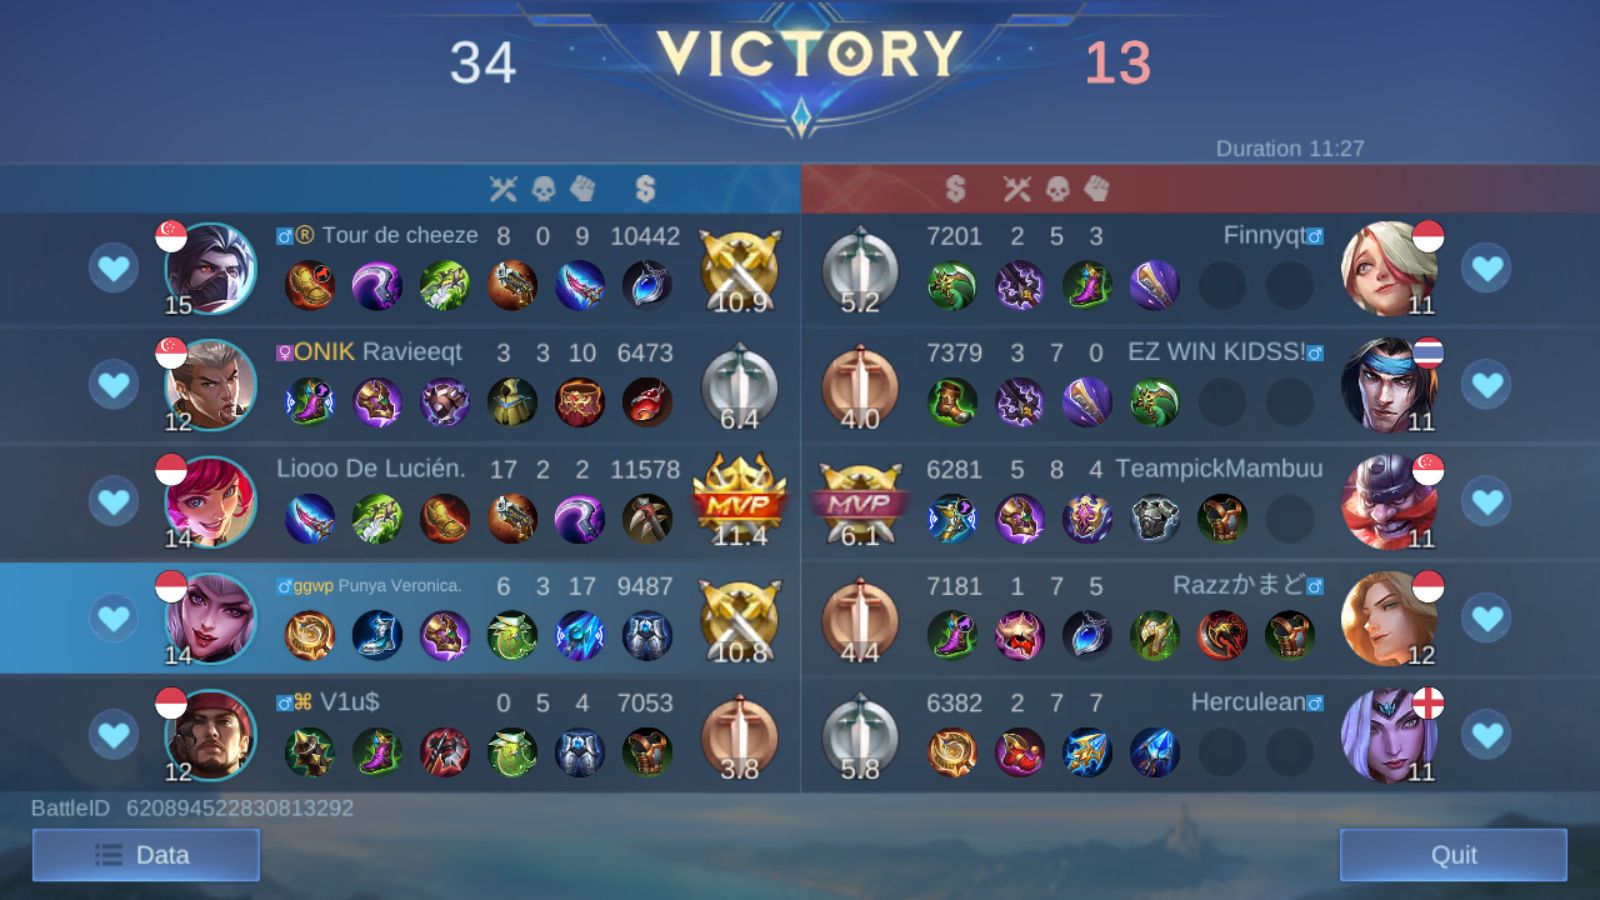 34 VICTORY 13
Duration 11:27
® Tour de cheeze 8 0 9 10442
15 10.9
7201 2 5 3 Finnyqt
5.2 11
ONIK Ravieeqt 3 3 10 6473
12 6.4
7379 3 7 0 EZ WIN KIDSS!
4.0 11
Liooo De Lucién. 17 2 2 11578
MVP
14 11.4
6281 5 8 4 TeampickMambuu
MVP
6.1 11
ggwp Punya Veronica. 6 3 17 9487
14 10.8
7181 1 7 5 Razzかまど
4.4 12
⌘ V1u$ 0 5 4 7053
12 3.8
6382 2 7 7 Herculean
5.8 11
BattleID 620894522830813292
Data
Quit